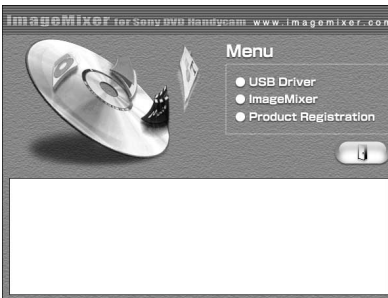 ImageMixer for Sony DVD Handycam www.imagemixer.com
Menu
USB Driver
ImageMixer
Product Registration